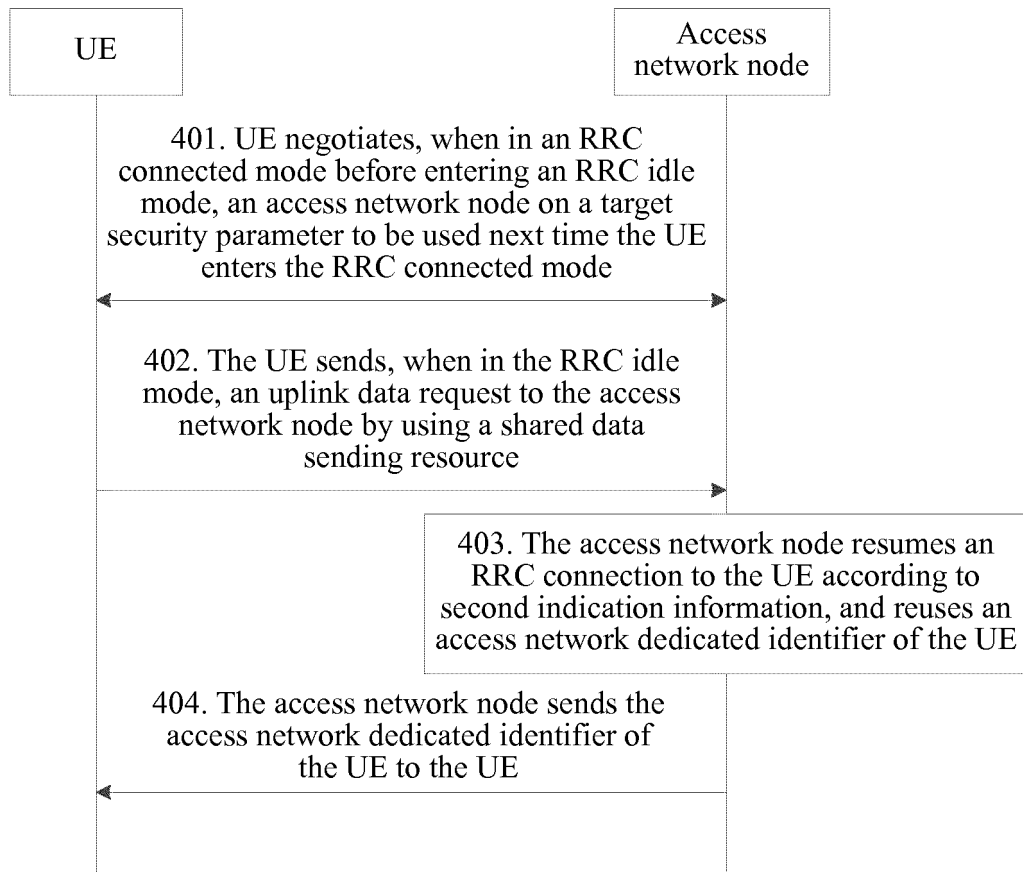 UE
Access
network node
401. UE negotiates, when in an RRC
connected mode before entering an RRC idle
mode, an access network node on a target
security parameter to be used next time the UE
enters the RRC connected mode
402. The UE sends, when in the RRC idle
mode, an uplink data request to the access
network node by using a shared data
sending resource
403. The access network node resumes an
RRC connection to the UE according to
second indication information, and reuses an
access network dedicated identifier of the UE
404. The access network node sends the
access network dedicated identifier of
the UE to the UE